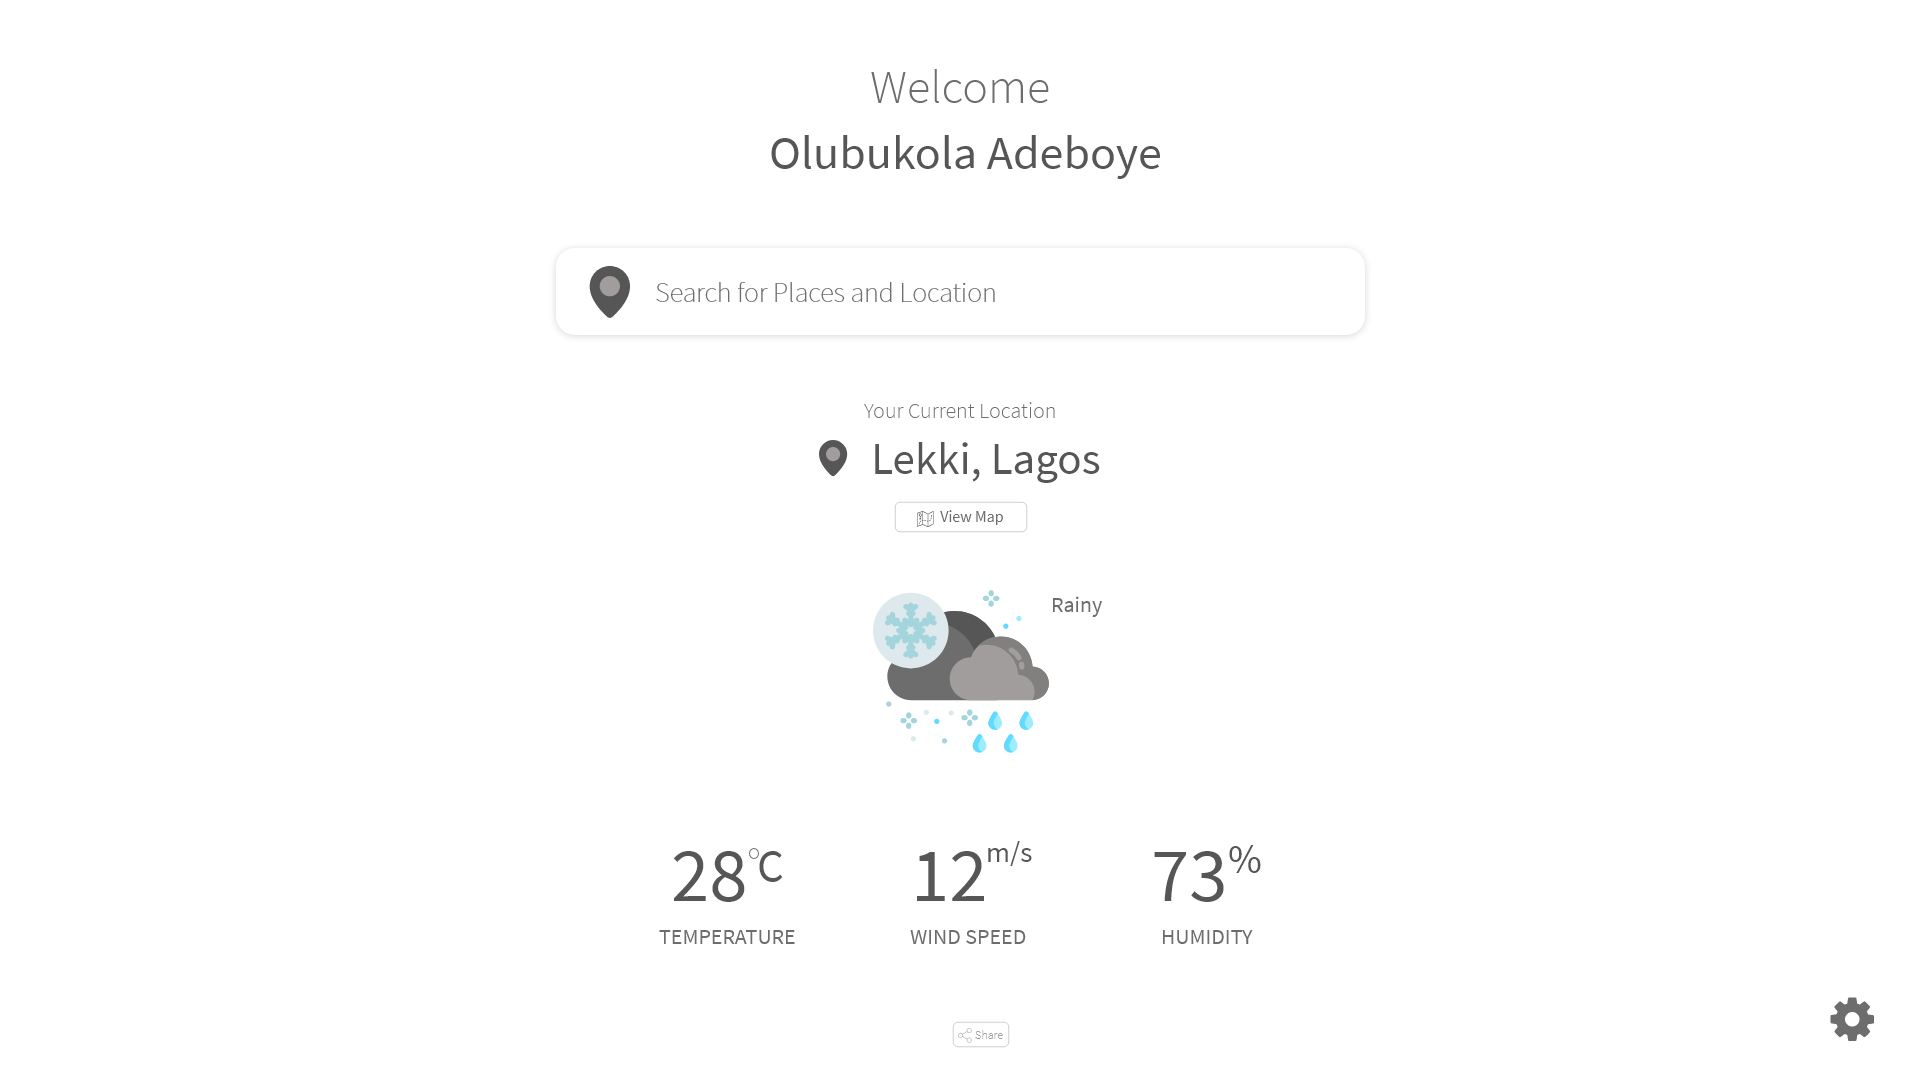 Welcome
Olubukola Adeboye
Search for Places and Location
Your Current Location
Lekki, Lagos
View Map
Rainy
28°C
12 m/s
73%
TEMPERATURE
WIND SPEED
HUMIDITY
Share